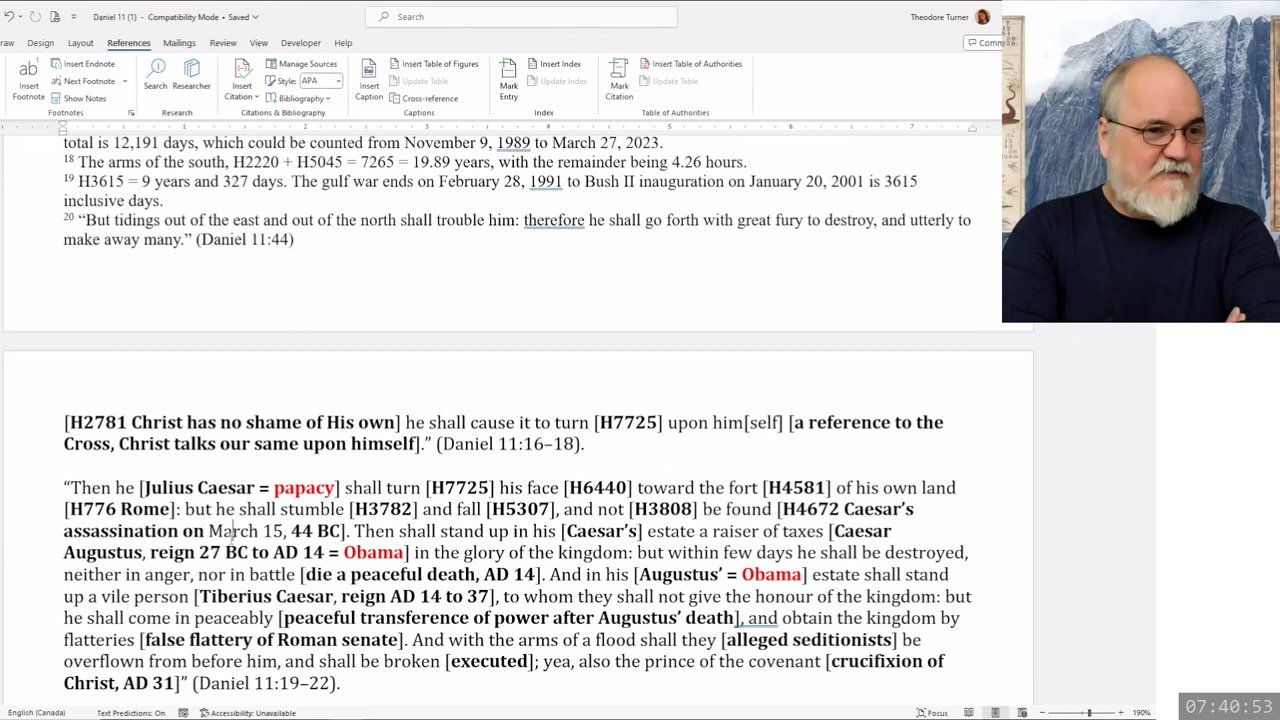 Daniel 11 (1) - Compatibility Mode • Saved
Search
Theodore Turner
raw Design Layout References Mailings Review View Developer Help
Comm
ab
Insert Footnote
Insert Endnote
Next Footnote
Show Notes
Footnotes
Search
Researcher
Research
Insert Citation
Manage Sources
Style: APA
Bibliography
Citations & Bibliography
Insert Caption
Insert Table of Figures
Update Table
Cross-reference
Captions
Mark Entry
Insert Index
Update Index
Index
Mark Citation
Insert Table of Authorities
Update Table
Table of Authorities
1 2 3 4 5 6 7
total is 12,191 days, which could be counted from November 9, 1989 to March 27, 2023.
18 The arms of the south, H2220 + H5045 = 7265 = 19.89 years, with the remainder being 4.26 hours.
19 H3615 = 9 years and 327 days. The gulf war ends on February 28, 1991 to Bush II inauguration on January 20, 2001 is 3615
inclusive days.
20 “But tidings out of the east and out of the north shall trouble him: therefore he shall go forth with great fury to destroy, and utterly to
make away many.” (Daniel 11:44)
[H2781 Christ has no shame of His own] he shall cause it to turn [H7725] upon him[self] [a reference to the
Cross, Christ talks our same upon himself].” (Daniel 11:16–18).
“Then he [Julius Caesar = papacy] shall turn [H7725] his face [H6440] toward the fort [H4581] of his own land
[H776 Rome]: but he shall stumble [H3782] and fall [H5307], and not [H3808] be found [H4672 Caesar’s
assassination on March 15, 44 BC]. Then shall stand up in his [Caesar’s] estate a raiser of taxes [Caesar
Augustus, reign 27 BC to AD 14 = Obama] in the glory of the kingdom: but within few days he shall be destroyed,
neither in anger, nor in battle [die a peaceful death, AD 14]. And in his [Augustus’ = Obama] estate shall stand
up a vile person [Tiberius Caesar, reign AD 14 to 37], to whom they shall not give the honour of the kingdom: but
he shall come in peaceably [peaceful transference of power after Augustus’ death], and obtain the kingdom by
flatteries [false flattery of Roman senate]. And with the arms of a flood shall they [alleged seditionists] be
overflown from before him, and shall be broken [executed]; yea, also the prince of the covenant [crucifixion of
Christ, AD 31]” (Daniel 11:19–22).
English (Canada) Text Predictions: On Accessibility: Unavailable Focus 190%
07:40:53